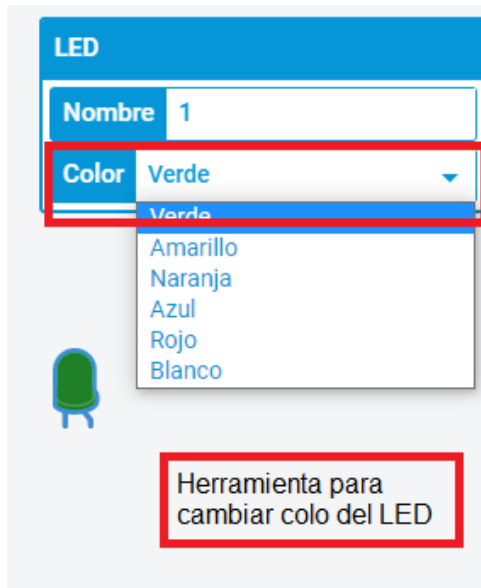 LED
Nombre 1
Color Verde
Verde
Amarillo
Naranja
Azul
Rojo
Blanco
Herramienta para
cambiar colo del LED